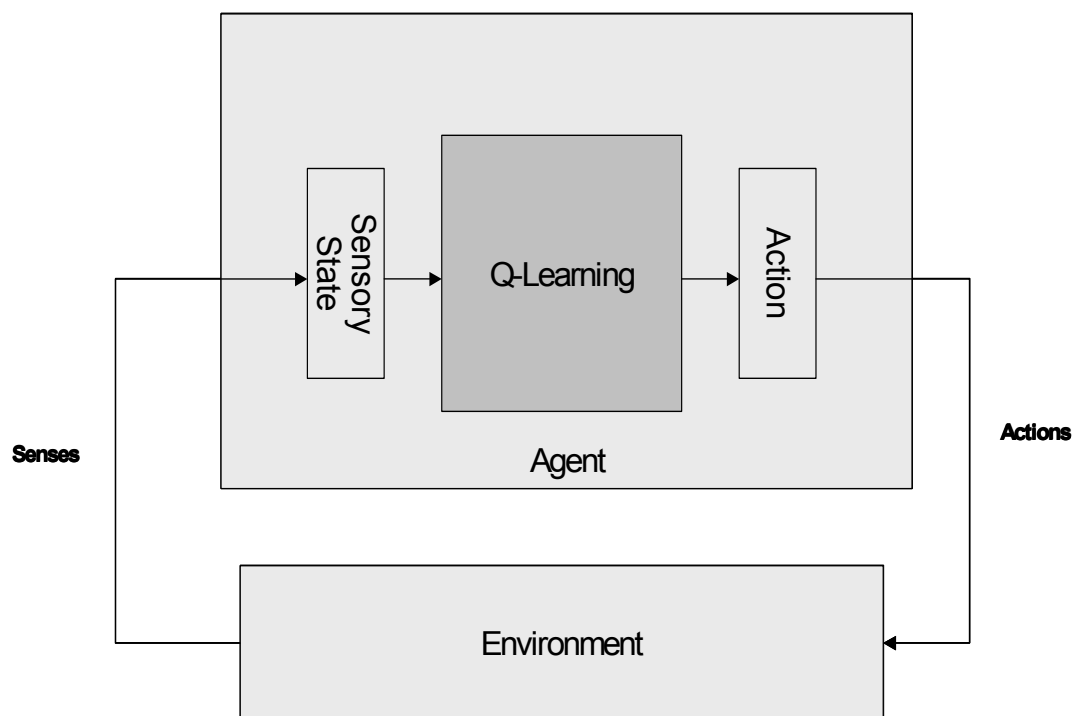 Sensory
State
Q-Learning
Action
Senses
Actions
Agent
Environment